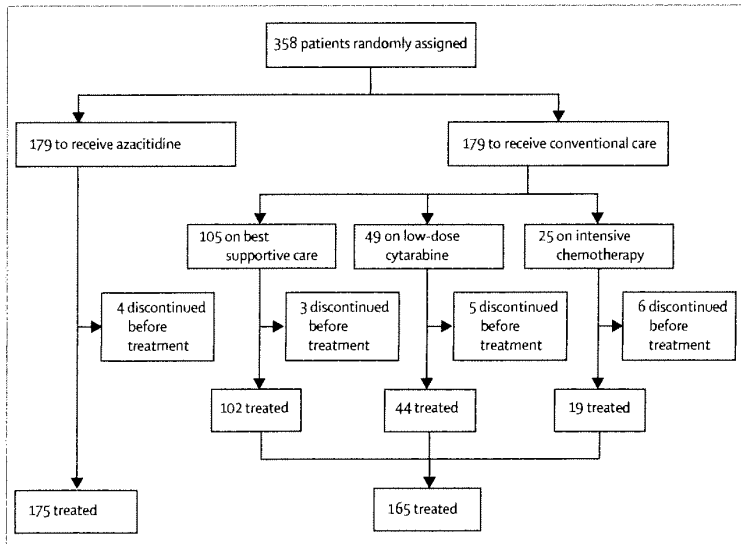 358 patients randomly assigned
179 to receive azacitidine
179 to receive conventional care
105 on best
supportive care
49 on low-dose
cytarabine
25 on intensive
chemotherapy
4 discontinued
before
treatment
3 discontinued
before
treatment
5 discontinued
before
treatment
6 discontinued
before
treatment
102 treated
44 treated
19 treated
175 treated
165 treated